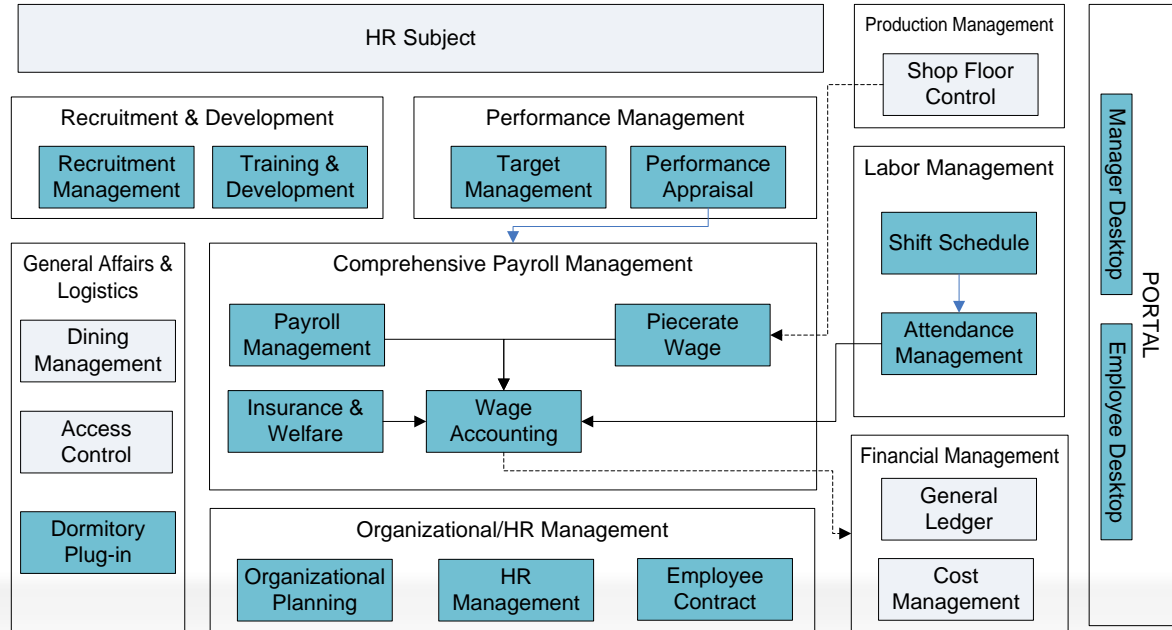 HR Subject
Recruitment & Development
Recruitment
Management
Training &
Development
Performance Management
Target
Management
Performance
Appraisal
Production Management
Shop Floor
Control
Labor Management
Shift Schedule
Attendance
Management
General Affairs &
Logistics
Dining
Management
Access
Control
Dormitory
Plug-in
Comprehensive Payroll Management
Payroll
Management
Piecerate
Wage
Insurance &
Welfare
Wage
Accounting
Organizational/HR Management
Organizational
Planning
HR
Management
Employee
Contract
Financial Management
General
Ledger
Cost
Management
Manager Desktop
Employee Desktop
PORTAL